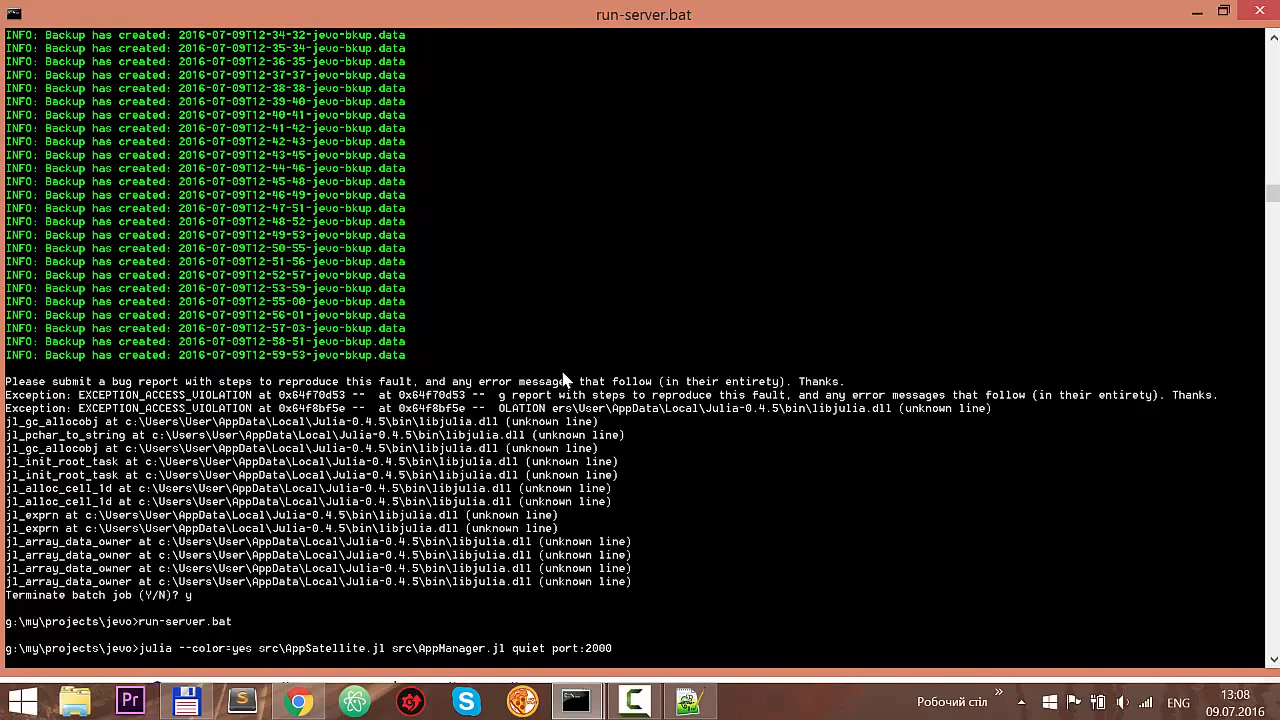 run-server.bat
INFO: Backup has created: 2016-07-09T12-34-32-jevo-bkup.data
INFO: Backup has created: 2016-07-09T12-35-34-jevo-bkup.data
INFO: Backup has created: 2016-07-09T12-36-35-jevo-bkup.data
INFO: Backup has created: 2016-07-09T12-37-37-jevo-bkup.data
INFO: Backup has created: 2016-07-09T12-38-38-jevo-bkup.data
INFO: Backup has created: 2016-07-09T12-39-40-jevo-bkup.data
INFO: Backup has created: 2016-07-09T12-40-41-jevo-bkup.data
INFO: Backup has created: 2016-07-09T12-41-42-jevo-bkup.data
INFO: Backup has created: 2016-07-09T12-42-43-jevo-bkup.data
INFO: Backup has created: 2016-07-09T12-43-45-jevo-bkup.data
INFO: Backup has created: 2016-07-09T12-44-46-jevo-bkup.data
INFO: Backup has created: 2016-07-09T12-45-48-jevo-bkup.data
INFO: Backup has created: 2016-07-09T12-46-49-jevo-bkup.data
INFO: Backup has created: 2016-07-09T12-47-51-jevo-bkup.data
INFO: Backup has created: 2016-07-09T12-48-52-jevo-bkup.data
INFO: Backup has created: 2016-07-09T12-49-53-jevo-bkup.data
INFO: Backup has created: 2016-07-09T12-50-55-jevo-bkup.data
INFO: Backup has created: 2016-07-09T12-51-56-jevo-bkup.data
INFO: Backup has created: 2016-07-09T12-52-57-jevo-bkup.data
INFO: Backup has created: 2016-07-09T12-53-59-jevo-bkup.data
INFO: Backup has created: 2016-07-09T12-55-00-jevo-bkup.data
INFO: Backup has created: 2016-07-09T12-56-01-jevo-bkup.data
INFO: Backup has created: 2016-07-09T12-57-03-jevo-bkup.data
INFO: Backup has created: 2016-07-09T12-58-51-jevo-bkup.data
INFO: Backup has created: 2016-07-09T12-59-53-jevo-bkup.data
Please submit a bug report with steps to reproduce this fault, and any error messages that follow (in their entirety). Thanks.
Exception: EXCEPTION_ACCESS_VIOLATION at 0x64f70d53 --  at 0x64f70d53 --  g report with steps to reproduce this fault, and any error messages that follow (in their entirety). Thanks.
Exception: EXCEPTION_ACCESS_VIOLATION at 0x64f8bf5e --  at 0x64f8bf5e --  OLATION ers\User\AppData\Local\Julia-0.4.5\bin\libjulia.dll (unknown line)
jl_gc_allocobj at c:\Users\User\AppData\Local\Julia-0.4.5\bin\libjulia.dll (unknown line)
jl_pchar_to_string at c:\Users\User\AppData\Local\Julia-0.4.5\bin\libjulia.dll (unknown line)
jl_gc_allocobj at c:\Users\User\AppData\Local\Julia-0.4.5\bin\libjulia.dll (unknown line)
jl_init_root_task at c:\Users\User\AppData\Local\Julia-0.4.5\bin\libjulia.dll (unknown line)
jl_init_root_task at c:\Users\User\AppData\Local\Julia-0.4.5\bin\libjulia.dll (unknown line)
jl_alloc_cell_1d at c:\Users\User\AppData\Local\Julia-0.4.5\bin\libjulia.dll (unknown line)
jl_alloc_cell_1d at c:\Users\User\AppData\Local\Julia-0.4.5\bin\libjulia.dll (unknown line)
jl_exprn at c:\Users\User\AppData\Local\Julia-0.4.5\bin\libjulia.dll (unknown line)
jl_exprn at c:\Users\User\AppData\Local\Julia-0.4.5\bin\libjulia.dll (unknown line)
jl_array_data_owner at c:\Users\User\AppData\Local\Julia-0.4.5\bin\libjulia.dll (unknown line)
jl_array_data_owner at c:\Users\User\AppData\Local\Julia-0.4.5\bin\libjulia.dll (unknown line)
jl_array_data_owner at c:\Users\User\AppData\Local\Julia-0.4.5\bin\libjulia.dll (unknown line)
jl_array_data_owner at c:\Users\User\AppData\Local\Julia-0.4.5\bin\libjulia.dll (unknown line)
Terminate batch job (Y/N)? y
g:\my\projects\jevo>run-server.bat
g:\my\projects\jevo>julia --color=yes src\AppSatellite.jl src\AppManager.jl quiet port:2000
Pr
Робочий стіл
ENG
13:08
09.07.2016